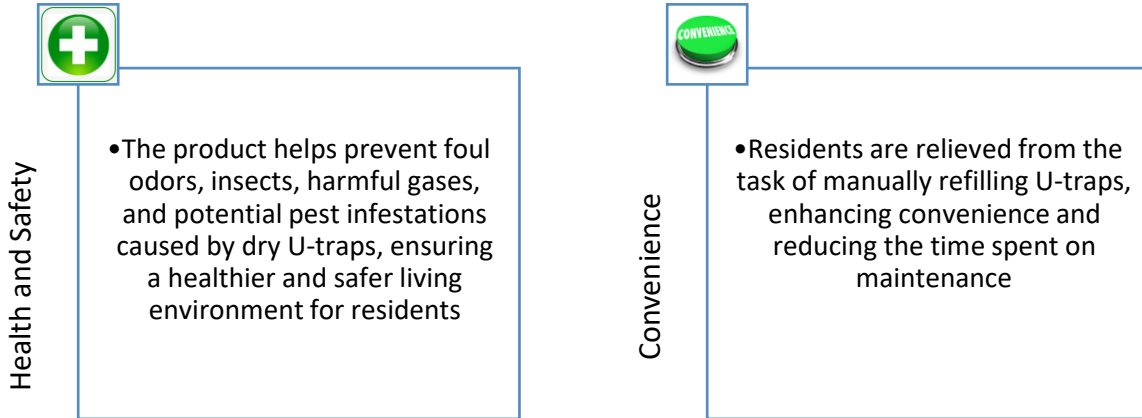 Health and Safety
•The product helps prevent foul
odors, insects, harmful gases,
and potential pest infestations
caused by dry U-traps, ensuring
a healthier and safer living
environment for residents
CONVENIENCE
Convenience
•Residents are relieved from the
task of manually refilling U-traps,
enhancing convenience and
reducing the time spent on
maintenance